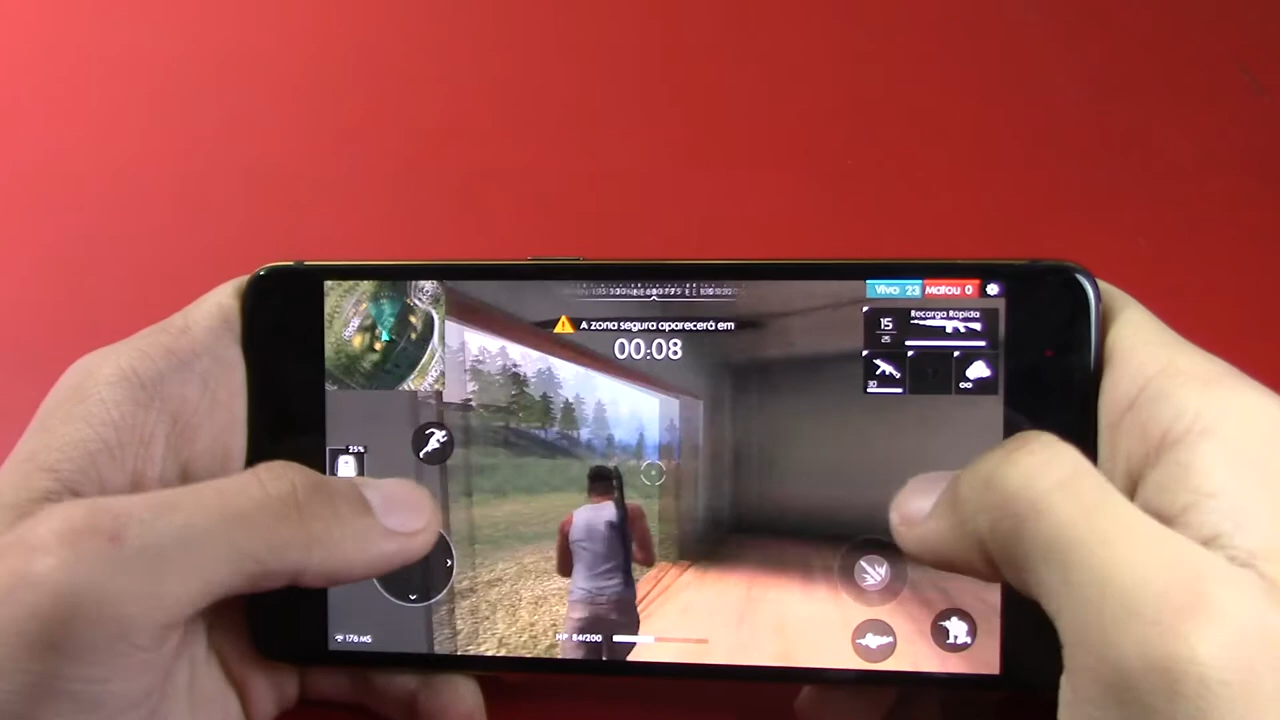 Vivo 23 Matou 0
A zona segura aparecerá em
00:08
Recarga Rápida
15
25
30
∞
25%
HP 84/200
176 MS